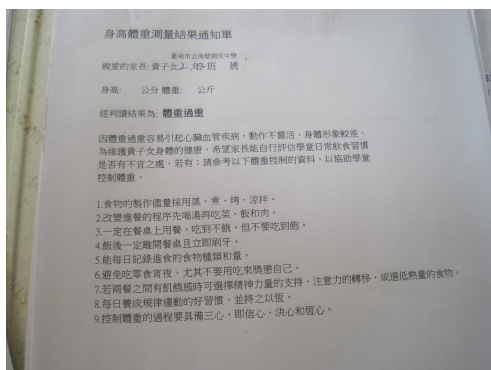 身高體重測量結果通知單
臺南市立後壁國民中學
親愛的家長: 貴子女2年班 號
身高: 公分 體重: 公斤
經判讀結果為: 體重過重
因體重過重容易引起心臟血管疾病，動作不靈活，身體形象較差。
為維護貴子女身體的健康，希望家長能自行評估學童日常飲食習慣
是否有不宜之處，若有；請參考以下體重控制的資料，以協助學童
控制體重。
1.食物的製作儘量採用蒸、煮、烤、涼拌。
2.改變進餐的程序先喝湯再吃菜、飯和肉。
3.一定在餐桌上用餐，吃到不餓，但不要吃到飽。
4.飯後一定離開餐桌且立即刷牙。
5.能每日記錄進食的食物種類和量。
6.避免吃零食宵夜，尤其不要用吃來獎懲自己。
7.若兩餐之間有飢餓感時可選擇精神力量的支持、注意力的轉移，或選低熱量的食物。
8.每日養成規律運動的好習慣，並持之以恆。
9.控制體重的過程要具備三心，即信心、決心和恆心。